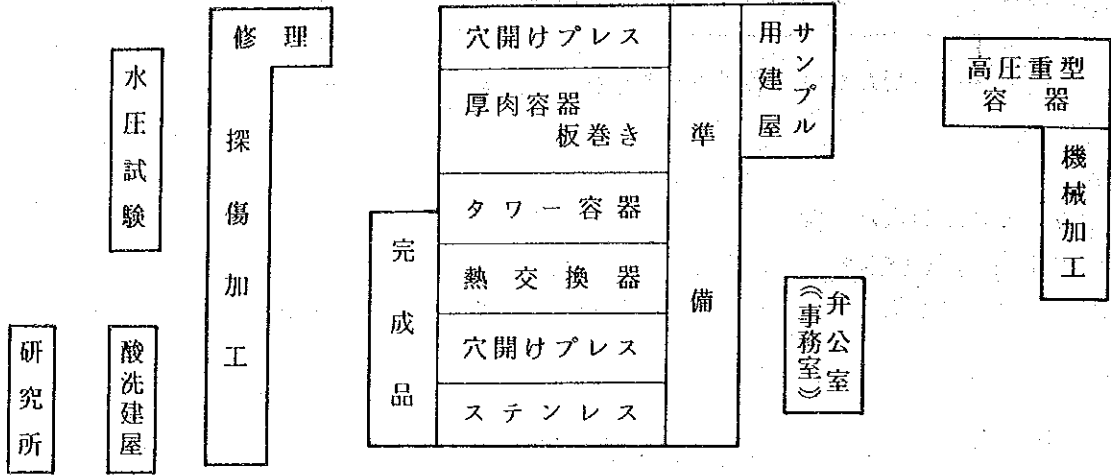 修理
穴開けプレス
サンプル
用建屋
高圧重型
容器
水圧試験
探傷加工
厚肉容器
板巻き
準備
機械加工
タワー容器
完成品
熱交換器
弁公室
(事務室)
穴開けプレス
研究所
酸洗建屋
ステンレス